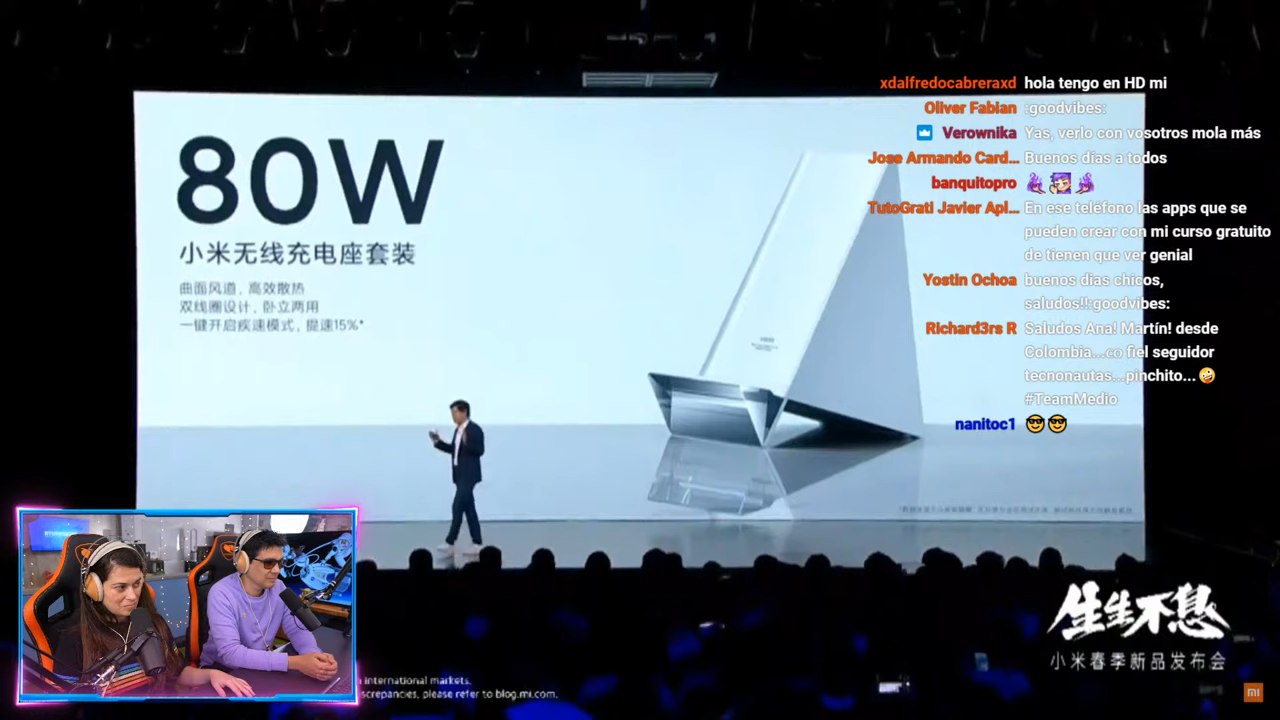 80W
小米无线充电座套装
曲面风道，高效散热
双线圈设计，卧立两用
一键开启疾速模式，提速15%*
xdalfredocabreraxd hola tengo en HD mi
Oliver Fabian :goodvibes:
Verownika Yas, verlo con vosotros mola más
Jose Armando Card... Buenos dias a todos
banquitopro
TutoGrati Javier Apl... En ese teléfono las apps que se
pueden crear con mi curso gratuito
de tienen que ver genial
Yostin Ochoa buenos dias chicos,
saludos!!:goodvibes:
Richard3rs R Saludos Ana! Martín! desde
Colombia...co fiel seguidor
tecnonautas...pinchito...🤪
#TeamMedio
nanitoc1 😎😎
生生不息
小米春季新品发布会
international markets.
screpancies, please refer to blog.mi.com.
mi